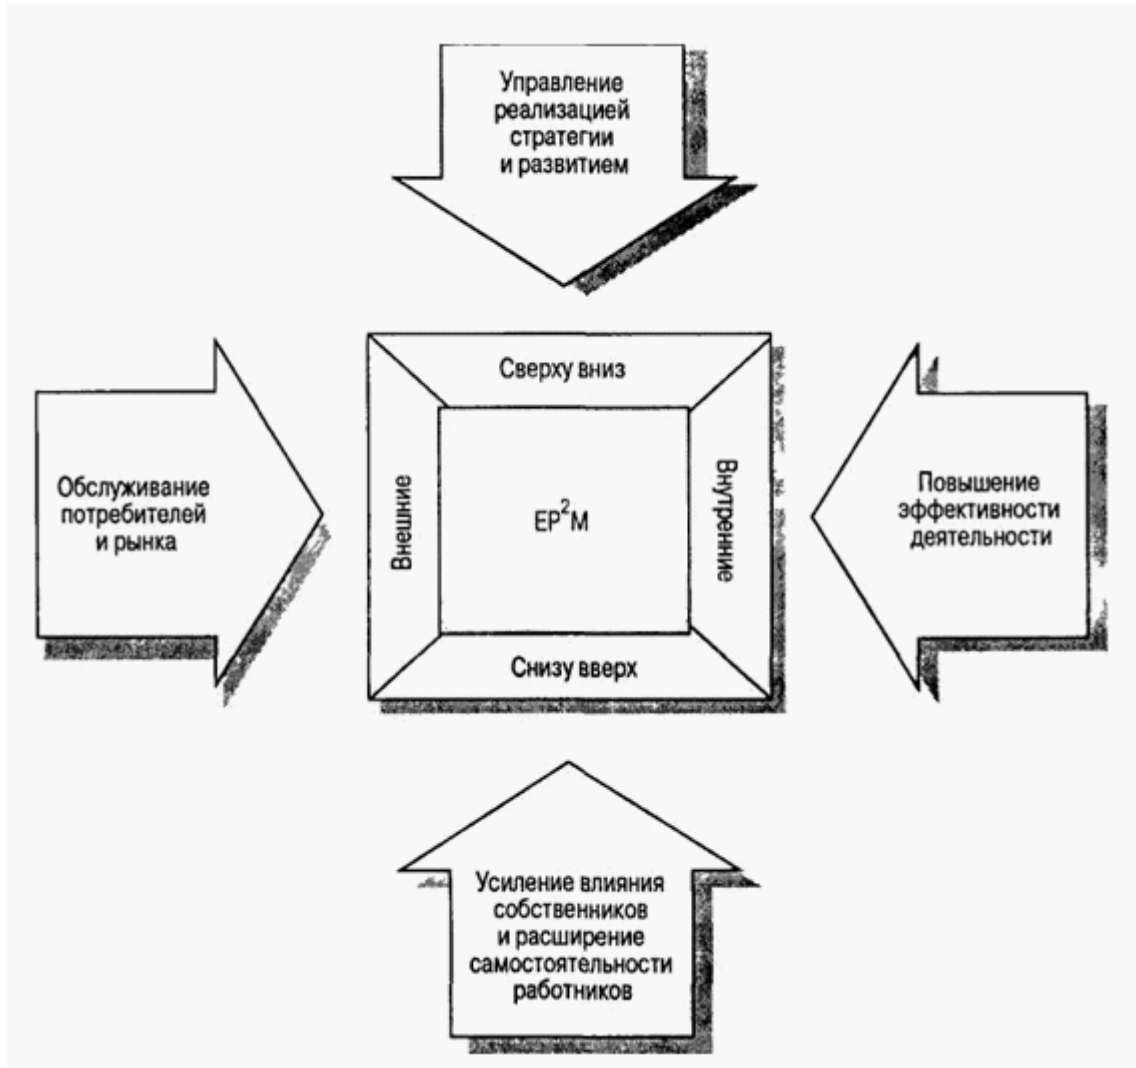 Управление
реализацией
стратегии
и развитием
Сверху вниз
Обслуживание
потребителей
и рынка
Внешние
EP²M
Внутренние
Повышение
эффективности
деятельности
Снизу вверх
Усиление влияния
собственников
и расширение
самостоятельности
работников